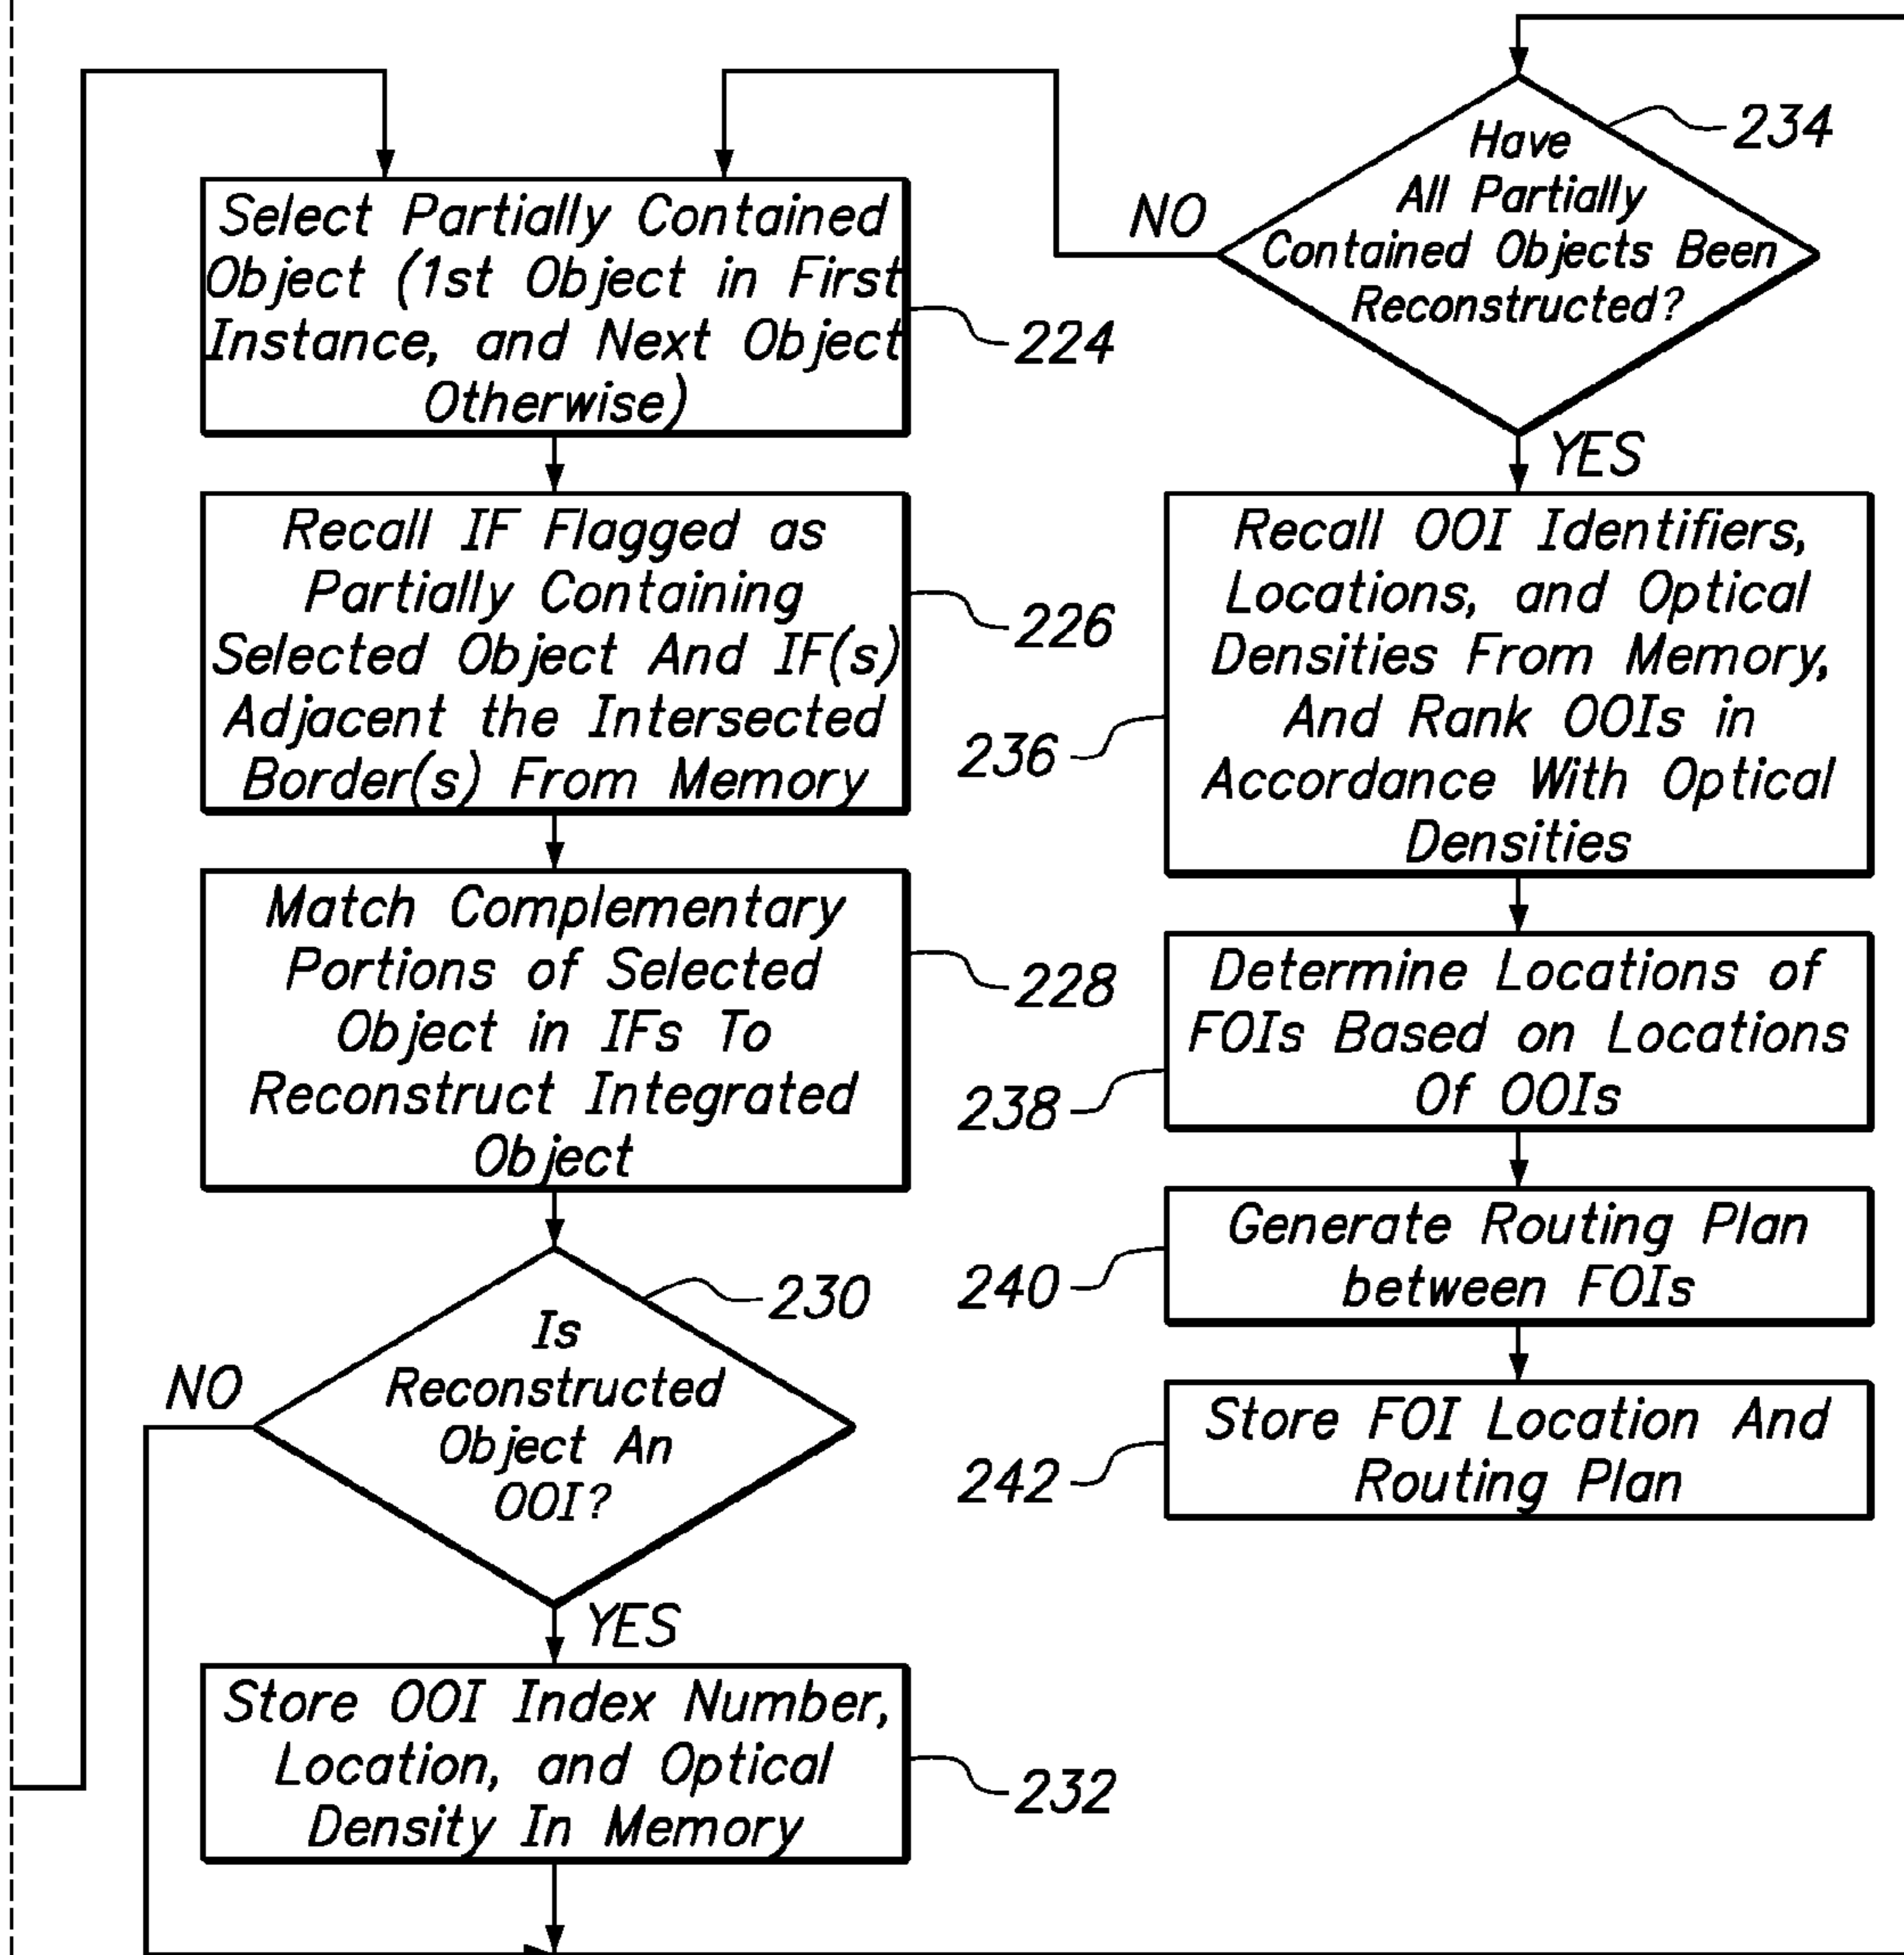 Select Partially Contained
Object (1st Object in First
Instance, and Next Object
Otherwise)
224
Recall IF Flagged as
Partially Containing
Selected Object And IF(s)
Adjacent the Intersected
Border(s) From Memory
226
Match Complementary
Portions of Selected
Object in IFs To
Reconstruct Integrated
Object
228
Is
Reconstructed
Object An
OOI?
230
NO
YES
Store OOI Index Number,
Location, and Optical
Density In Memory
232
Have
All Partially
Contained Objects Been
Reconstructed?
234
NO
YES
Recall OOI Identifiers,
Locations, and Optical
Densities From Memory,
And Rank OOIs in
Accordance With Optical
Densities
236
Determine Locations of
FOIs Based on Locations
Of OOIs
238
Generate Routing Plan
between FOIs
240
Store FOI Location And
Routing Plan
242